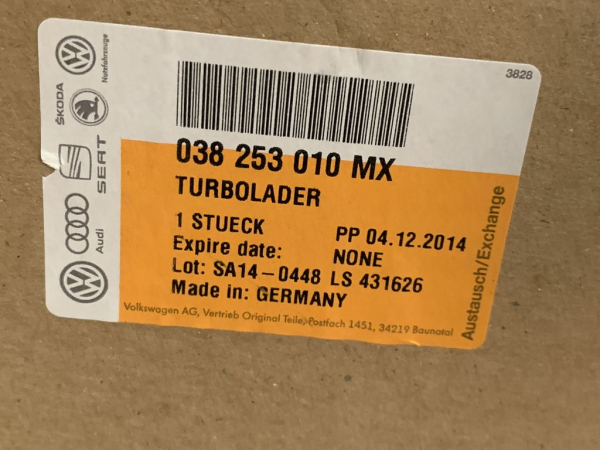 3828
038 253 010 MX
TURBOLADER
1 STUECK PP 04.12.2014
Expire date: NONE
Lot: SA14-0448 LS 431626
Made in: GERMANY
Volkswagen AG, Vertrieb Original Teile, Postfach 1451, 34219 Baunatal
Austausch/Exchange
Nutzfahrzeuge
ŠKODA
SEAT
Audi